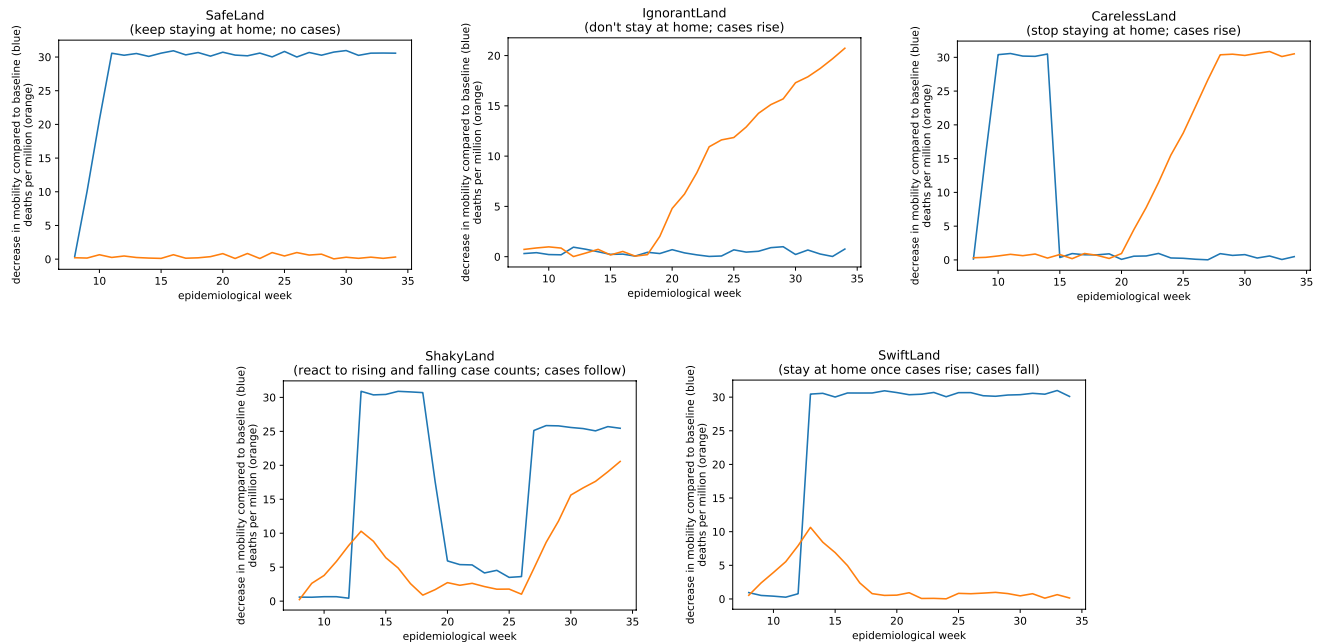 SafeLand
(keep staying at home; no cases)
decrease in mobility compared to baseline (blue)
deaths per million (orange)
30
25
20
15
10
5
0
10
15
20
25
30
35
epidemiological week
IgnorantLand
(don't stay at home; cases rise)
decrease in mobility compared to baseline (blue)
deaths per million (orange)
20
15
10
5
0
10
15
20
25
30
35
epidemiological week
CarelessLand
(stop staying at home; cases rise)
decrease in mobility compared to baseline (blue)
deaths per million (orange)
30
25
20
15
10
5
0
10
15
20
25
30
35
epidemiological week
ShakyLand
(react to rising and falling case counts; cases follow)
decrease in mobility compared to baseline (blue)
deaths per million (orange)
30
25
20
15
10
5
0
10
15
20
25
30
35
epidemiological week
SwiftLand
(stay at home once cases rise; cases fall)
decrease in mobility compared to baseline (blue)
deaths per million (orange)
30
25
20
15
10
5
0
10
15
20
25
30
35
epidemiological week